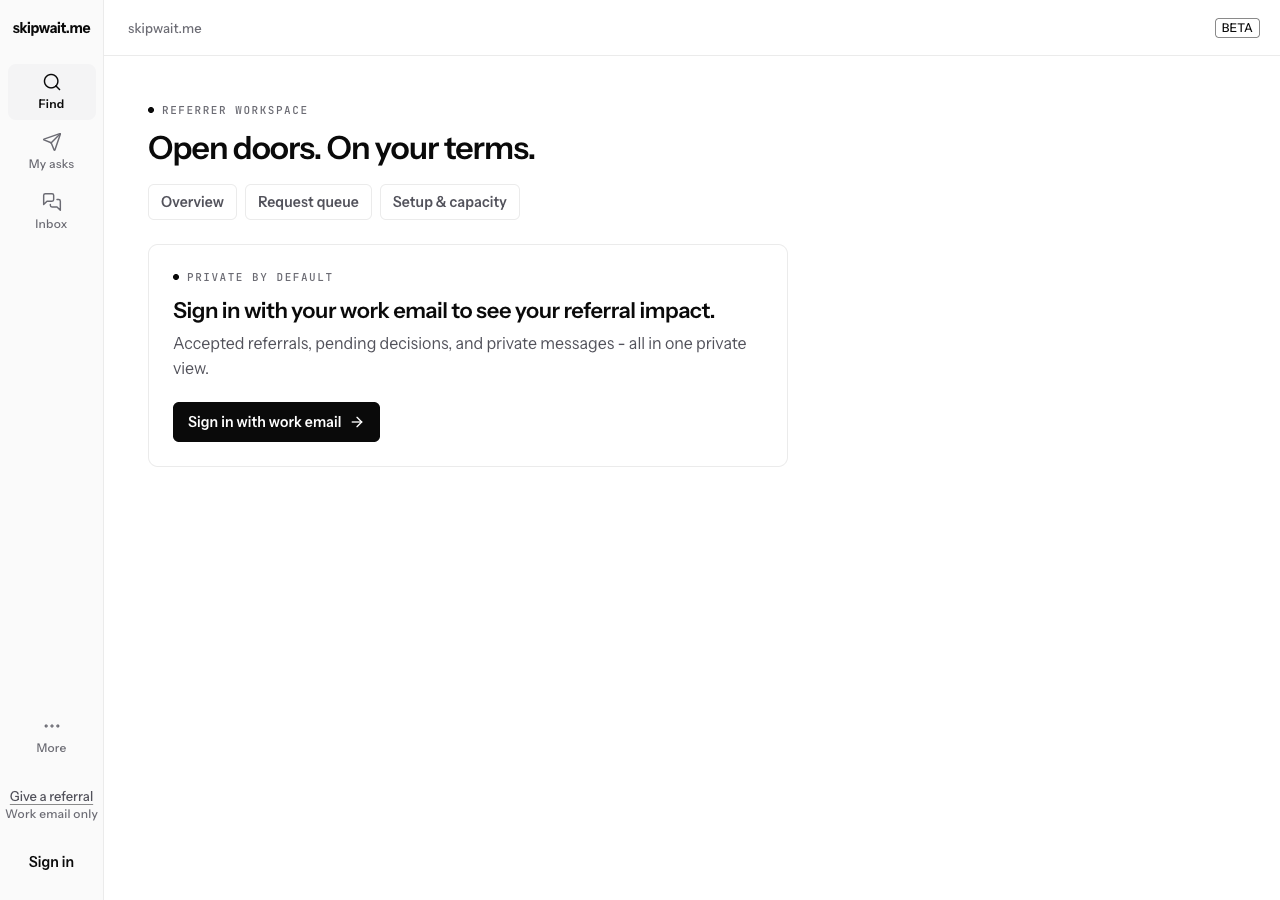 skipwait.me
Find
My asks
Inbox
More
Give a referral
Work email only
Sign in
skipwait.me
BETA
REFERRER WORKSPACE
Open doors. On your terms.
Overview
Request queue
Setup & capacity
PRIVATE BY DEFAULT
Sign in with your work email to see your referral impact.
Accepted referrals, pending decisions, and private messages - all in one private
view.
Sign in with work email